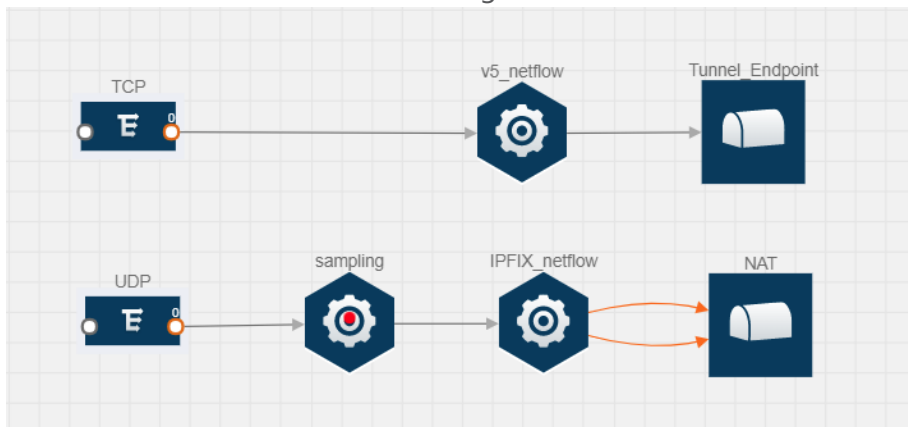 TCP
0
v5_netflow
Tunnel_Endpoint
UDP
0
sampling
IPFIX_netflow
NAT